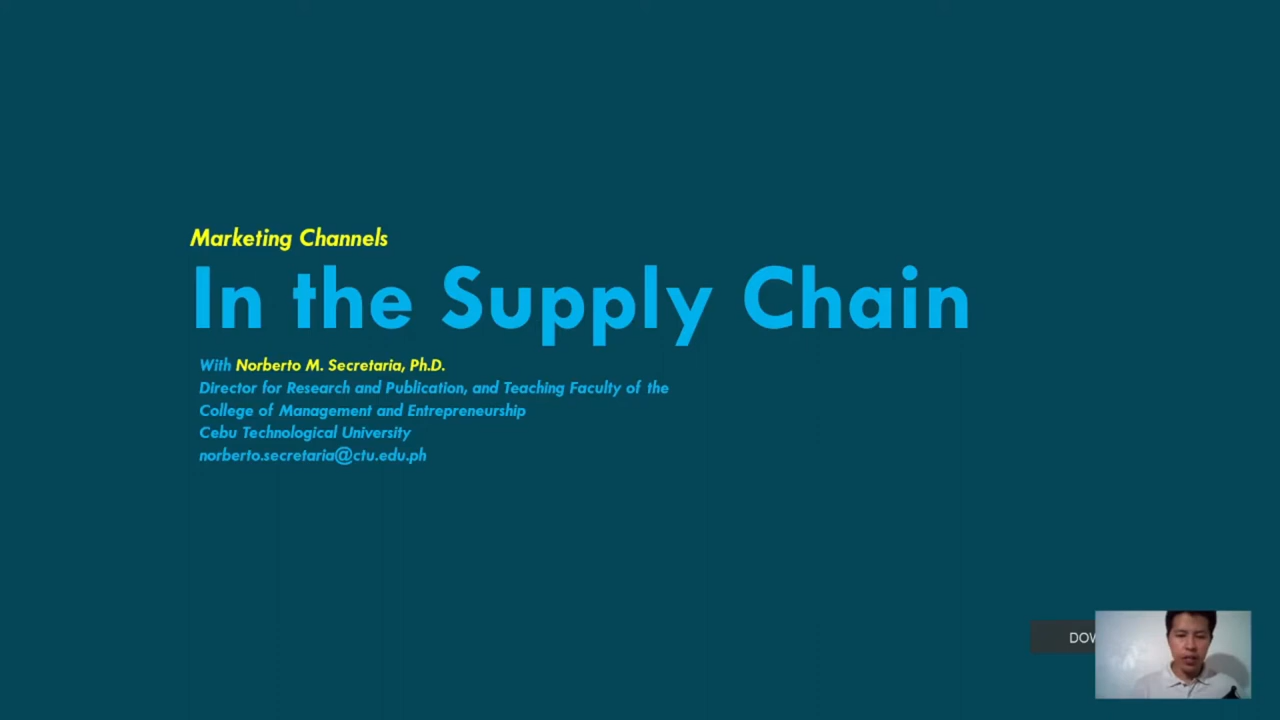 Marketing Channels
In the Supply Chain
With Norberto M. Secretaria, Ph.D.
Director for Research and Publication, and Teaching Faculty of the
College of Management and Entrepreneurship
Cebu Technological University
norberto.secretaria@ctu.edu.ph